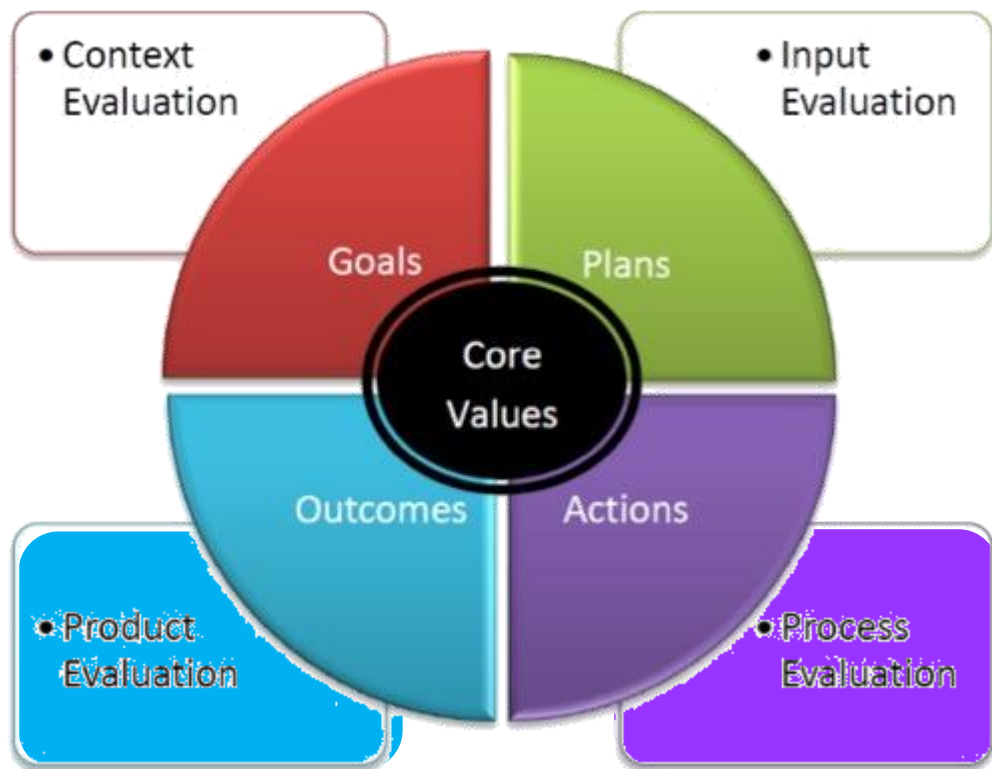 • Context
Evaluation
• Input
Evaluation
Goals
Plans
Core
Values
Outcomes
Actions
• Product
Evaluation
• Process
Evaluation